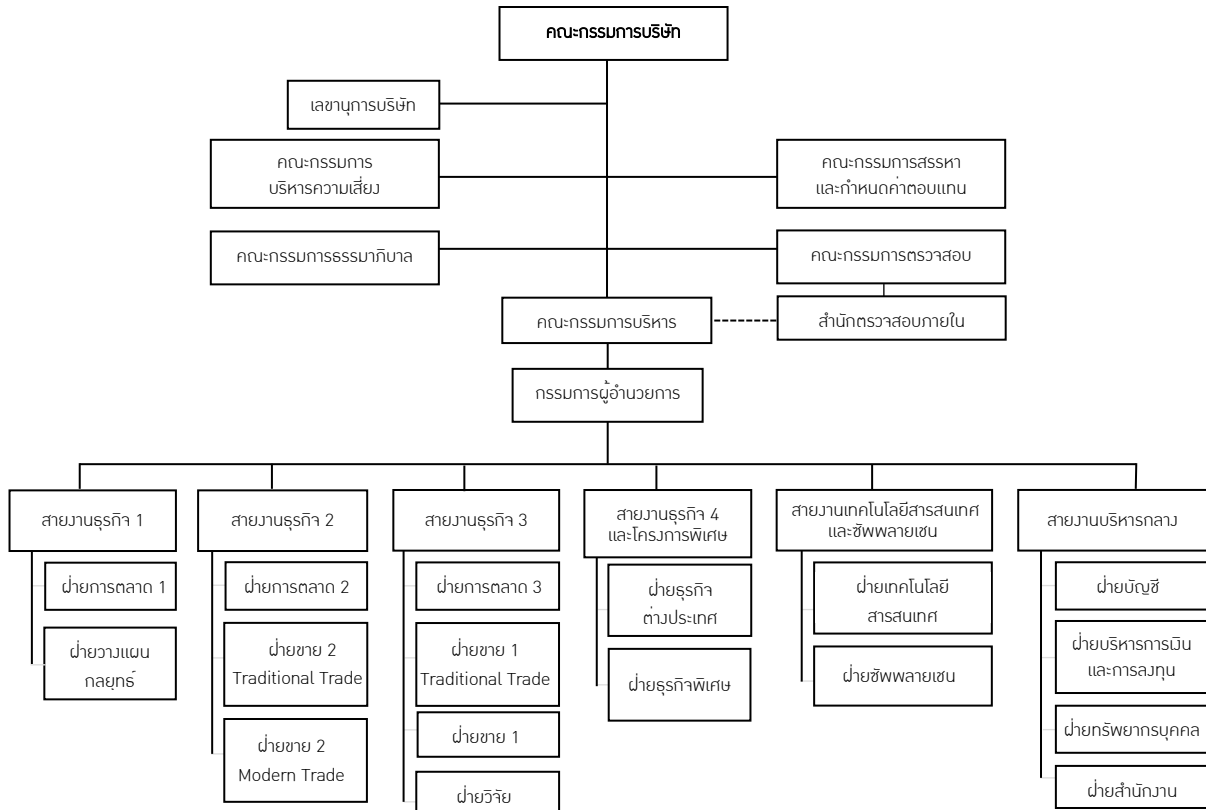 คณะกรรมการบริษัท
เลขานุการบริษัท
คณะกรรมการ
บริหารความเสี่ยง
คณะกรรมการสรรหา
และกำหนดค่าตอบแทน
คณะกรรมการธรรมาภิบาล
คณะกรรมการตรวจสอบ
คณะกรรมการบริหาร
สำนักตรวจสอบภายใน
กรรมการผู้อำนวยการ
สายงานธุรกิจ 1
ฝ่ายการตลาด 1
ฝ่ายวางแผน
กลยุทธ์
สายงานธุรกิจ 2
ฝ่ายการตลาด 2
ฝ่ายขาย 2
Traditional Trade
ฝ่ายขาย 2
Modern Trade
สายงานธุรกิจ 3
ฝ่ายการตลาด 3
ฝ่ายขาย 1
Traditional Trade
ฝ่ายขาย 1
ฝ่ายวิจัย
สายงานธุรกิจ 4
และโครงการพิเศษ
ฝ่ายธุรกิจ
ต่างประเทศ
ฝ่ายธุรกิจพิเศษ
สายงานเทคโนโลยีสารสนเทศ
และซัพพลายเชน
ฝ่ายเทคโนโลยี
สารสนเทศ
ฝ่ายซัพพลายเชน
สายงานบริหารกลาง
ฝ่ายบัญชี
ฝ่ายบริหารการเงิน
และการลงทุน
ฝ่ายทรัพยากรบุคคล
ฝ่ายสำนักงาน